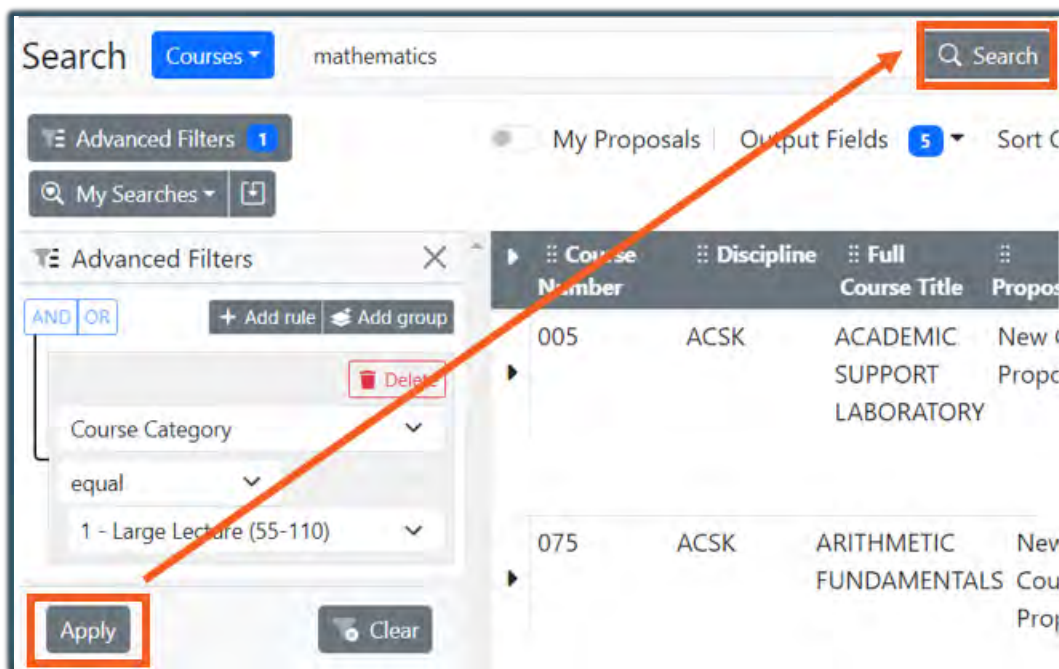 Search Courses mathematics Search
Advanced Filters 1 My Proposals Output Fields 5 Sort
My Searches
Advanced Filters
AND OR Add rule Add group
Delete
Course Category
equal
1 - Large Lecture (55-110)
Apply Clear
Course Number Discipline Full Course Title
005 ACSK ACADEMIC SUPPORT LABORATORY New
075 ACSK ARITHMETIC FUNDAMENTALS